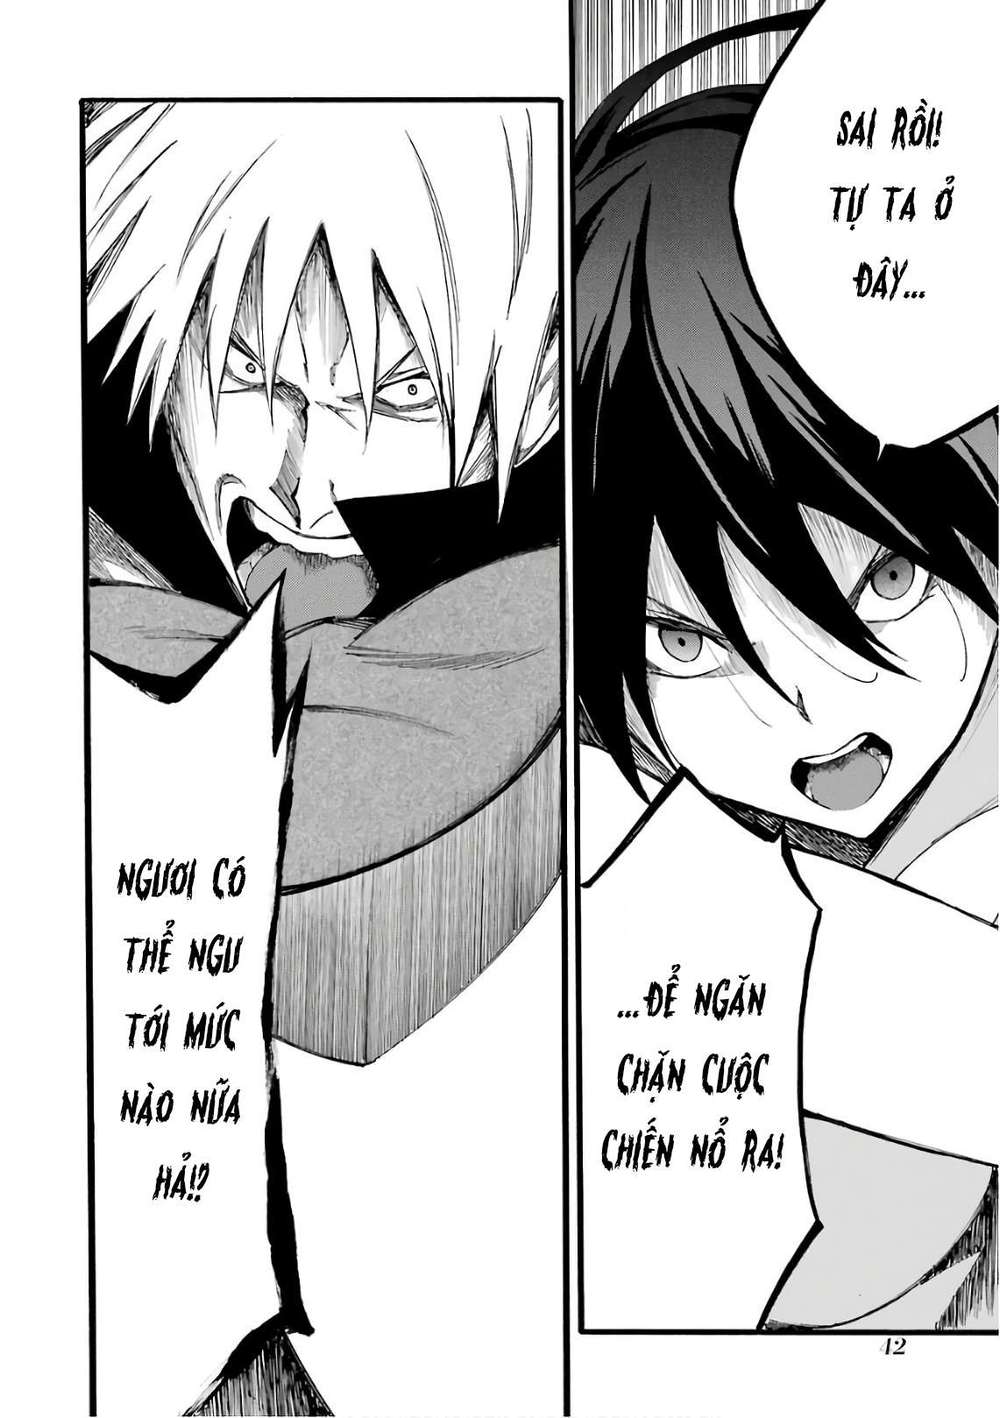 SAI RỒI!
TỰ TA Ở
ĐÂY...
...ĐỂ NGĂN
CHẶN CUỘC
CHIẾN NỔ RA!
NGƯƠI CÓ
THỂ NGU
TỚI MỨC
NÀO NỮA
HẢ!?
42